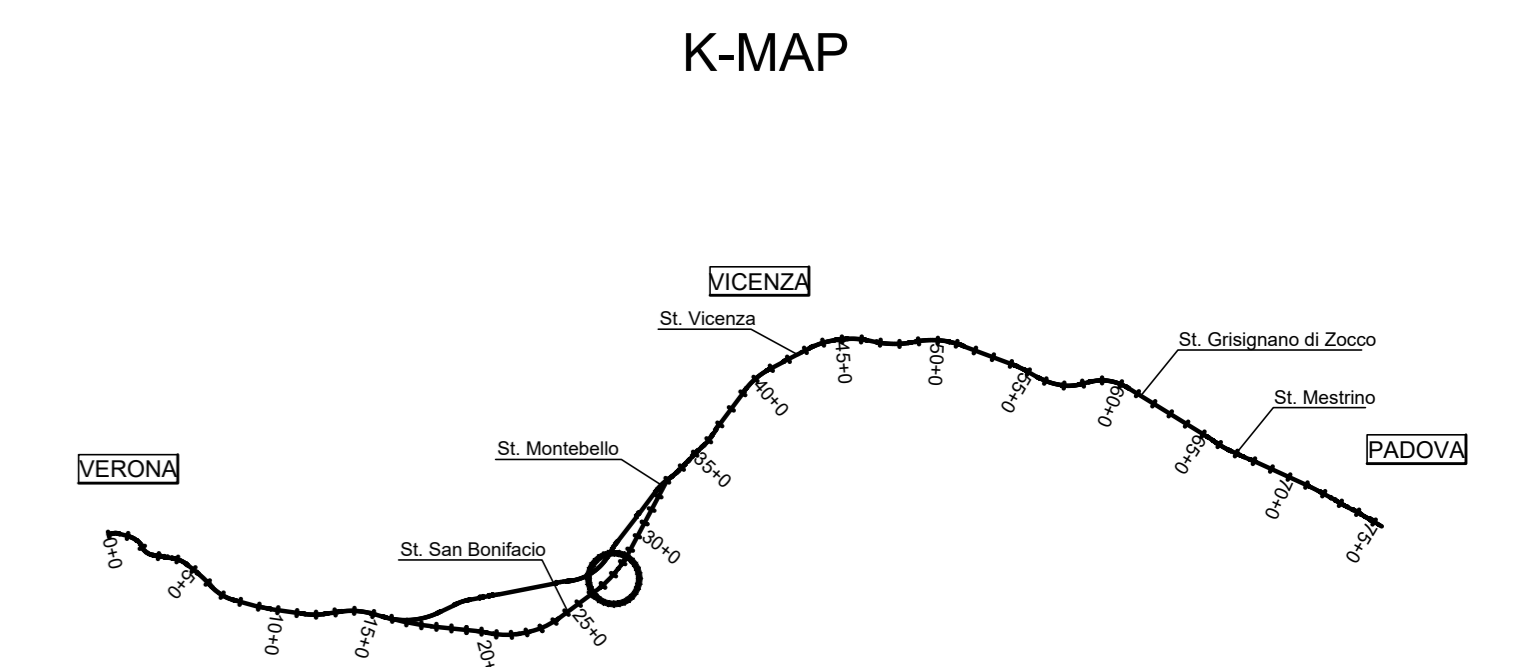 K-MAP
VICENZA
St. Vicenza
St. Grisignano di Zocco
St. Mestrino
St. Montebello
St. San Bonifacio
VERONA
PADOVA
0+0
5+0
10+0
15+0
20+
25+0
30+0
35+0
40+0
45+0
50+0
55+0
60+0
65+0
70+0
75+0